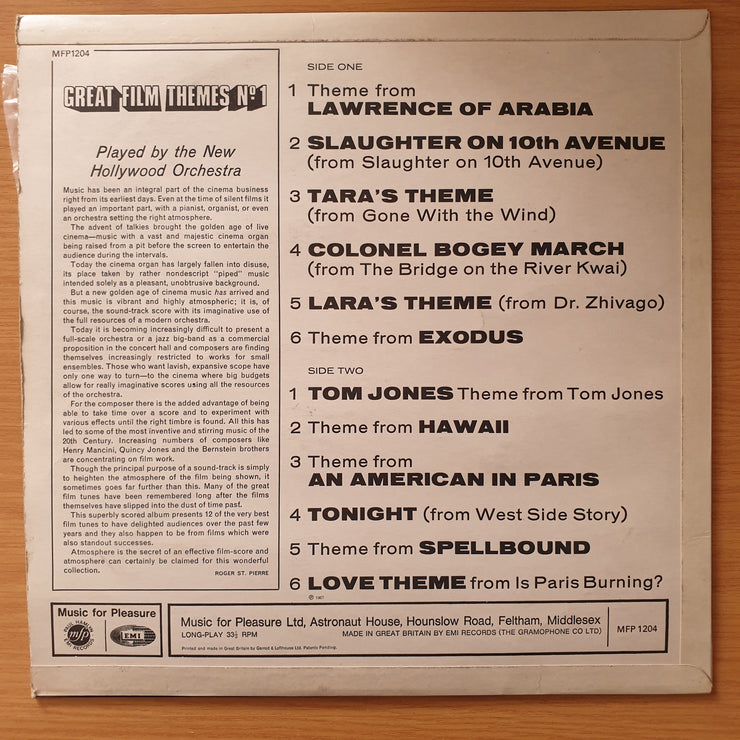 MFP1204
GREAT FILM THEMES Nº1
Played by the New
Hollywood Orchestra
Music has been an integral part of the cinema business
right from its earliest days. Even at the time of silent films it
played an important part, with a pianist, organist, or even
an orchestra setting the right atmosphere.
The advent of talkies brought the golden age of live
cinema—music with a vast and majestic cinema organ
being raised from a pit before the screen to entertain the
audience during the intervals.
Today the cinema organ has largely fallen into disuse,
its place taken by rather nondescript "piped" music
intended solely as a pleasant, unobtrusive background.
But a new golden age of cinema music has arrived and
this music is vibrant and highly atmospheric; it is, of
course, the sound-track score with its imaginative use of
the full resources of a modern orchestra.
Today it is becoming increasingly difficult to present a
full-scale orchestra or a jazz big-band as a commercial
proposition in the concert hall and composers are finding
themselves increasingly restricted to works for small
ensembles. Those who want lavish, expansive scope have
only one way to turn—to the cinema where big budgets
allow for really imaginative scores using all the resources
of the orchestra.
For the composer there is the added advantage of being
able to take time over a score and to experiment with
various effects until the right timbre is found. All this has
led to some of the most inventive and stirring music of the
20th Century. Increasing numbers of composers like
Henry Mancini, Quincy Jones and the Bernstein brothers
are concentrating on film work.
Though the principal purpose of a sound-track is simply
to heighten the atmosphere of the film being shown, it
sometimes goes far further than this. Many of the great
film tunes have been remembered long after the films
themselves have slipped into the dust of time past.
This superbly scored album presents 12 of the very best
film tunes to have delighted audiences over the past few
years and they also happen to be from films which were
also standout successes.
Atmosphere is the secret of an effective film-score and
atmosphere can certainly be claimed for this wonderful
collection.
ROGER ST. PIERRE
SIDE ONE
1 Theme from
LAWRENCE OF ARABIA
2 SLAUGHTER ON 10th AVENUE
(from Slaughter on 10th Avenue)
3 TARA'S THEME
(from Gone With the Wind)
4 COLONEL BOGEY MARCH
(from The Bridge on the River Kwai)
5 LARA'S THEME (from Dr. Zhivago)
6 Theme from EXODUS
SIDE TWO
1 TOM JONES Theme from Tom Jones
2 Theme from HAWAII
3 Theme from
AN AMERICAN IN PARIS
4 TONIGHT (from West Side Story)
5 Theme from SPELLBOUND
6 LOVE THEME from Is Paris Burning?
℗ 1967
Music for Pleasure
PAUL HAMLYN
mfp
EMI RECORDS
EMI
Music for Pleasure Ltd, Astronaut House, Hounslow Road, Feltham, Middlesex
LONG-PLAY 33⅓ RPM MADE IN GREAT BRITAIN BY EMI RECORDS (THE GRAMOPHONE CO LTD)
Printed and made in Great Britain by Garrod & Lofthouse Ltd. Patents Pending.
MFP 1204